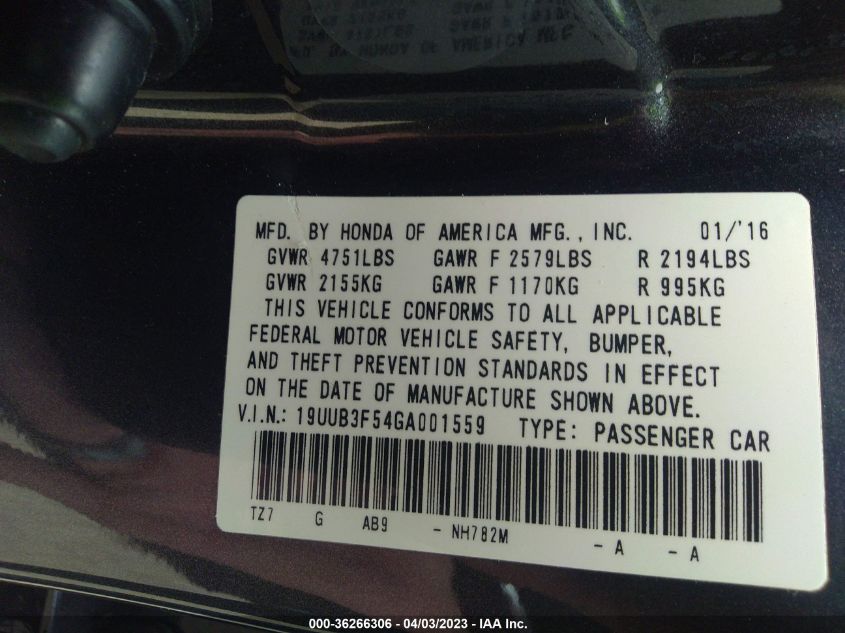 MFD. BY HONDA OF AMERICA MFG., INC. 01/'16
GVWR 4751LBS GAWR F 2579LBS R 2194LBS
GVWR 2155KG GAWR F 1170KG R 995KG
THIS VEHICLE CONFORMS TO ALL APPLICABLE
FEDERAL MOTOR VEHICLE SAFETY, BUMPER,
AND THEFT PREVENTION STANDARDS IN EFFECT
ON THE DATE OF MANUFACTURE SHOWN ABOVE.
V.I.N.: 19UUB3F54GA001559 TYPE: PASSENGER CAR
TZ7 G AB9 - NH782M - A - A
000-36266306 - 04/03/2023 - IAA Inc.